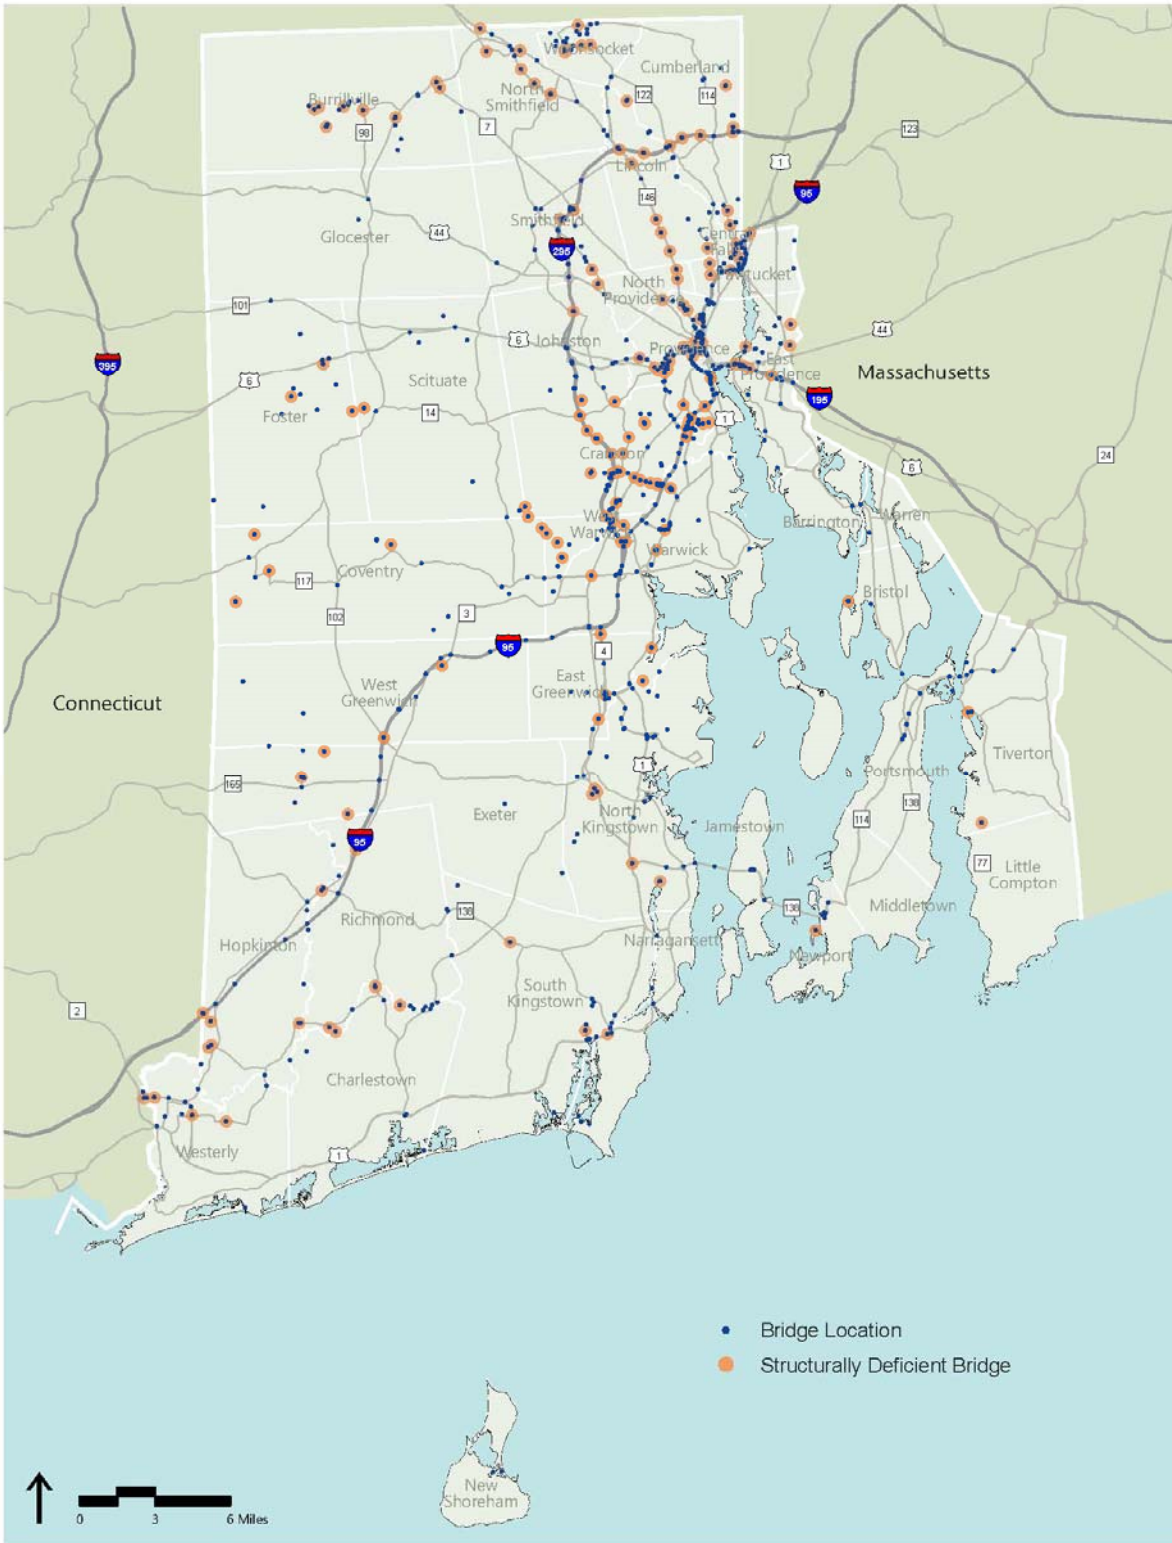 Woonsocket
Cumberland
North
Smithfield
122
114
Burrillville
98
7
123
1
Lincoln
95
146
Smithfield
Central
Falls
44
Glocester
295
Pawtucket
North
Providence
101
44
6
Johnston
Providence
East
Providence
395
6
Scituate
Massachusetts
195
Foster
14
1
Cranston
24
6
West
Warwick
Barrington
Warren
Warwick
Coventry
117
Bristol
102
3
95
4
West
Greenwich
East
Greenwich
Connecticut
Tiverton
1
Portsmouth
165
138
Exeter
North
Kingstown
Jamestown
114
95
77
Little
Compton
138
138
Richmond
Middletown
Hopkinton
Narragansett
Newport
South
Kingstown
2
Charlestown
Westerly
1
Bridge Location
Structurally Deficient Bridge
New
Shoreham
0 3 6 Miles